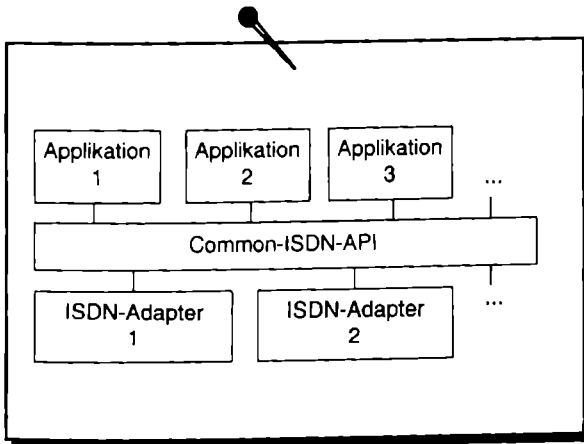 Applikation
1
Applikation
2
Applikation
3
...
Common-ISDN-API
ISDN-Adapter
1
ISDN-Adapter
2
...